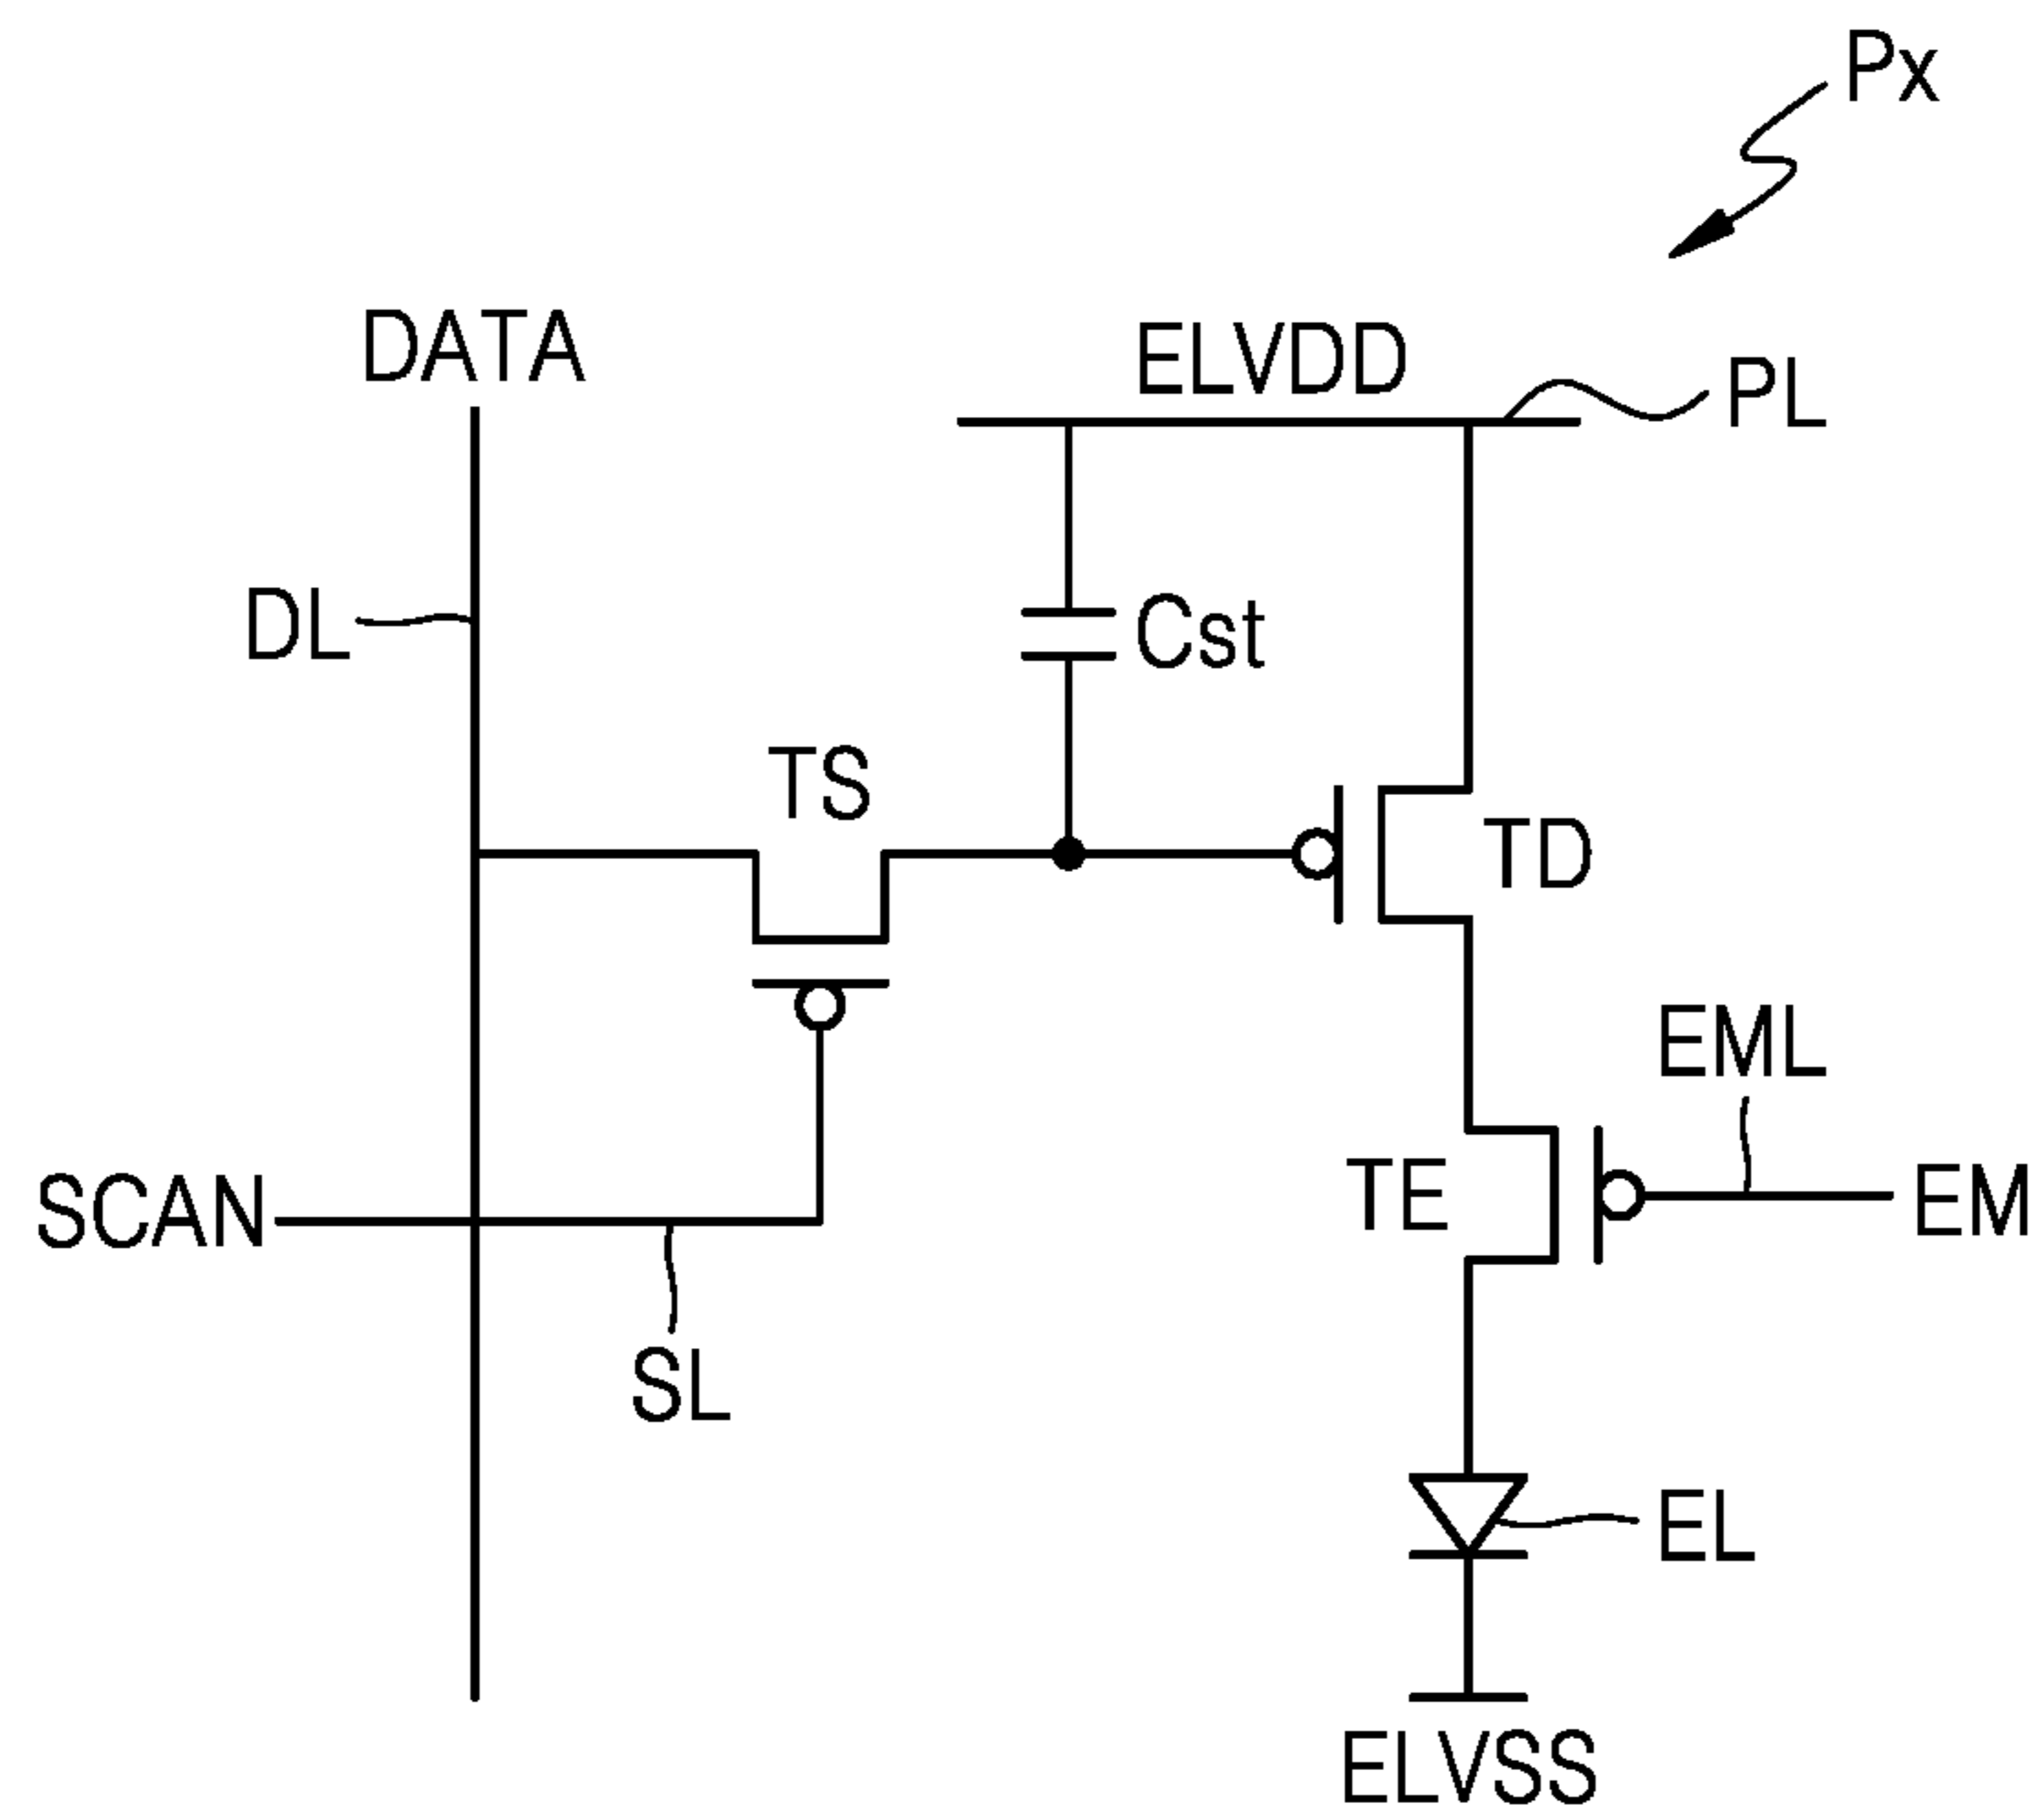 Px
DATA
ELVDD
PL
DL
Cst
TS
TD
EML
TE
EM
SCAN
SL
EL
ELVSS